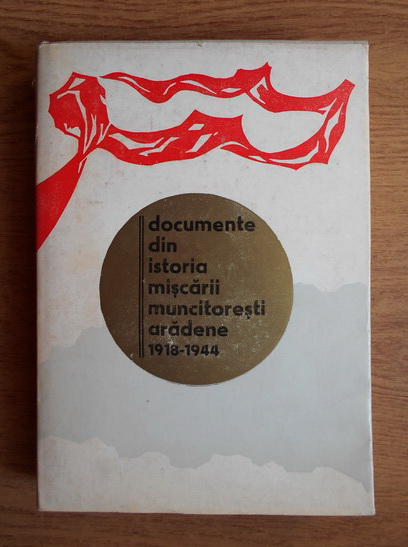 documente
din
istoria
mişcării
muncitoreşti
arădene
1918-1944